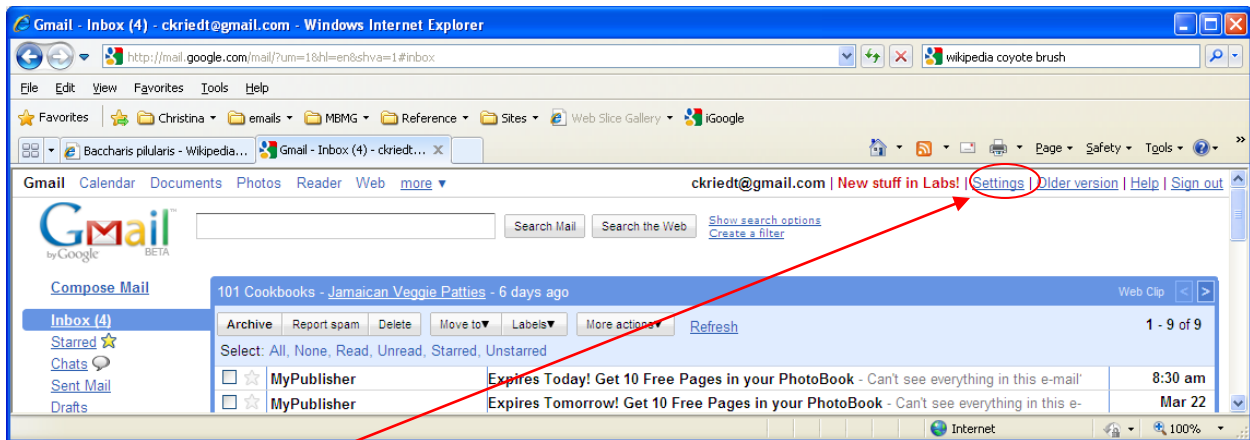 Gmail - Inbox (4) - ckriedt@gmail.com - Windows Internet Explorer
http://mail.google.com/mail/?um=1&hl=en&shva=1#inbox wikipedia coyote brush
File Edit View Favorites Tools Help
Favorites Christina emails MBMG Reference Sites Web Slice Gallery iGoogle
Baccharis pilularis - Wikipedia... Gmail - Inbox (4) - ckriedt... X Page Safety Tools »
Gmail Calendar Documents Photos Reader Web more ▼ ckriedt@gmail.com | New stuff in Labs! | Settings | Older version | Help | Sign out
Gmail™ by Google BETA Search Mail Search the Web Show search options
Create a filter
Compose Mail 101 Cookbooks - Jamaican Veggie Patties - 6 days ago Web Clip < >
Inbox (4) Archive Report spam Delete Move to▼ Labels▼ More actions▼ Refresh 1 - 9 of 9
Starred Select: All, None, Read, Unread, Starred, Unstarred
Chats
Sent Mail MyPublisher Expires Today! Get 10 Free Pages in your PhotoBook - Can't see everything in this e-mail' 8:30 am
Drafts MyPublisher Expires Tomorrow! Get 10 Free Pages in your PhotoBook - Can't see everything in this e- Mar 22
Internet 100%